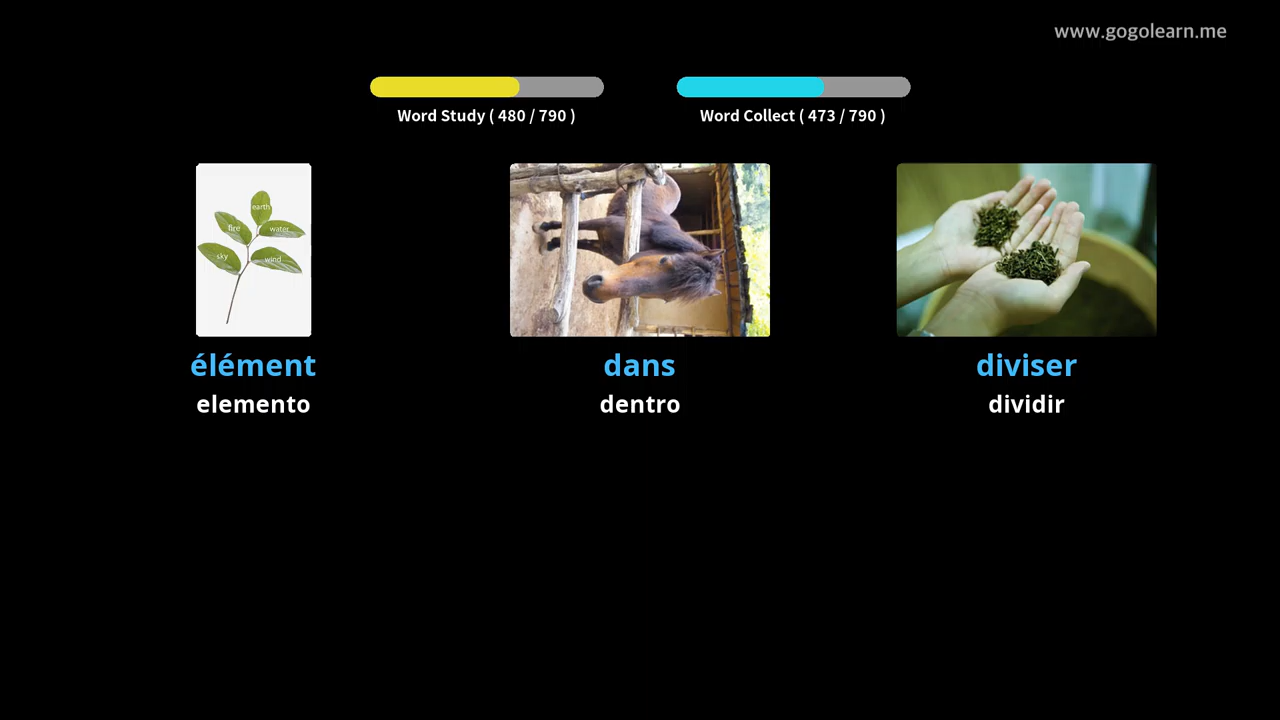 www.gogolearn.me
Word Study ( 480 / 790 )
Word Collect ( 473 / 790 )
earth
fire
water
sky
wind
élément
dans
diviser
elemento
dentro
dividir